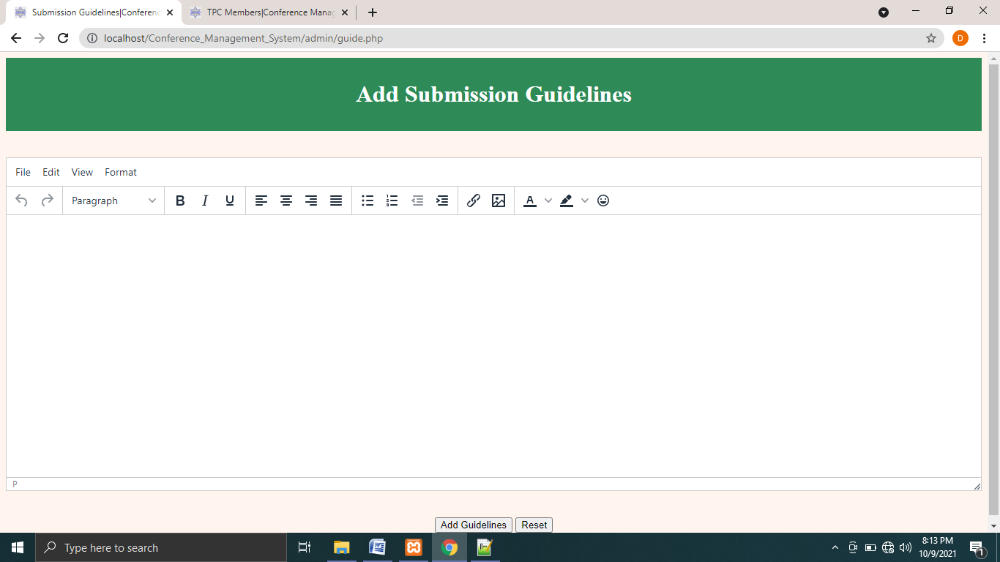 Submission Guidelines|Conferenc
TPC Members|Conference Manag
localhost/Conference_Management_System/admin/guide.php
D
Add Submission Guidelines
File Edit View Format
Paragraph B I U A
P
Add Guidelines Reset
Type here to search
8:13 PM
10/9/2021
1